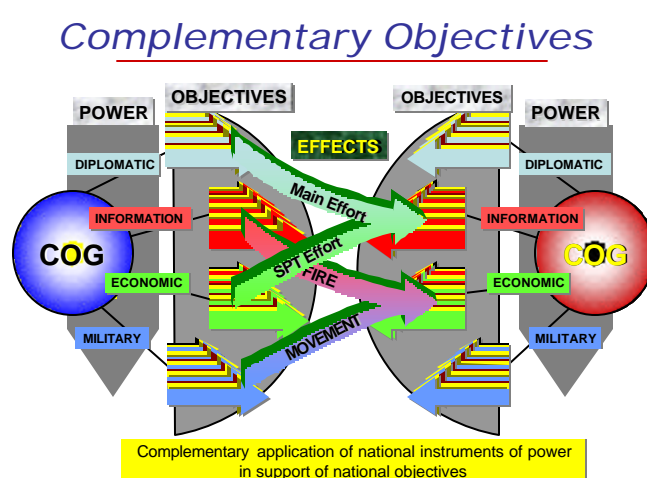 Complementary Objectives
OBJECTIVES
OBJECTIVES
POWER
POWER
EFFECTS
DIPLOMATIC
DIPLOMATIC
Main Effort
INFORMATION
INFORMATION
COG
COG
SPT Effort
FIRE
ECONOMIC
ECONOMIC
MOVEMENT
MILITARY
MILITARY
Complementary application of national instruments of power
in support of national objectives